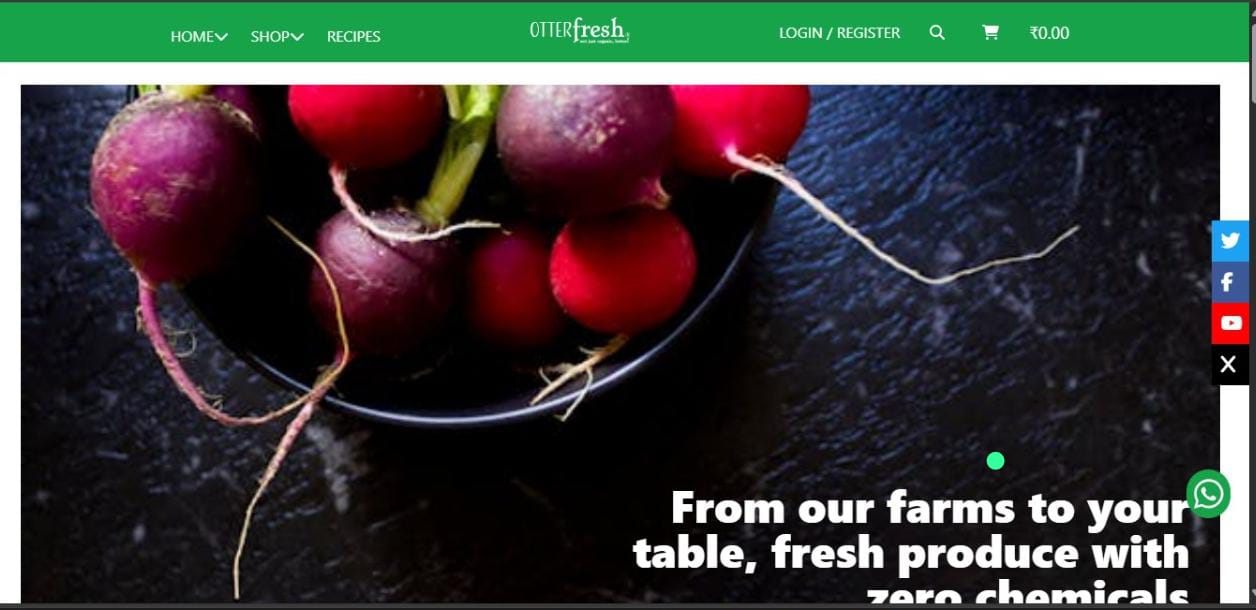 HOME
SHOP
RECIPES
OTTERfresh
LOGIN / REGISTER
₹0.00
From our farms to your
table, fresh produce with
zero chemicals